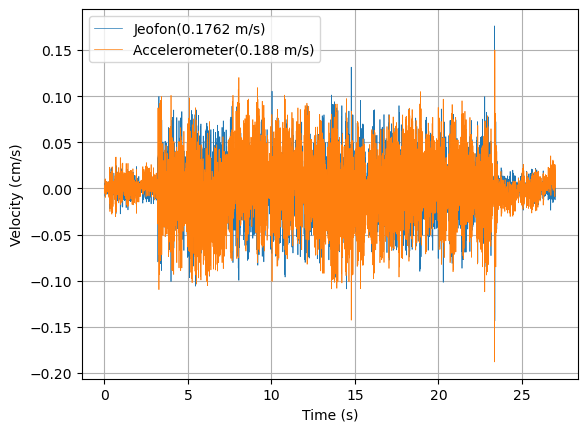 Jeofon(0.1762 m/s)
Accelerometer(0.188 m/s)
0.15
0.10
0.05
0.00
−0.05
−0.10
−0.15
−0.20
Velocity (cm/s)
0 5 10 15 20 25
Time (s)